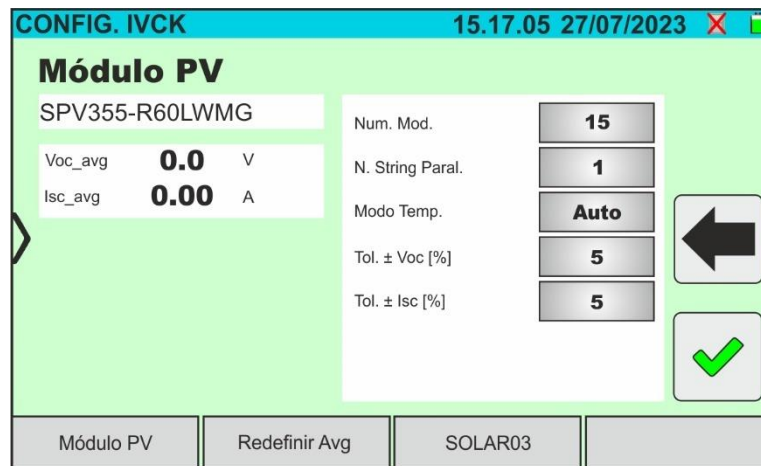 CONFIG. IVCK 15.17.05 27/07/2023
Módulo PV
SPV355-R60LWMG
Voc_avg 0.0 V
Isc_avg 0.00 A
Num. Mod. 15
N. String Paral. 1
Modo Temp. Auto
Tol. ± Voc [%] 5
Tol. ± Isc [%] 5
Módulo PV Redefinir Avg SOLAR03